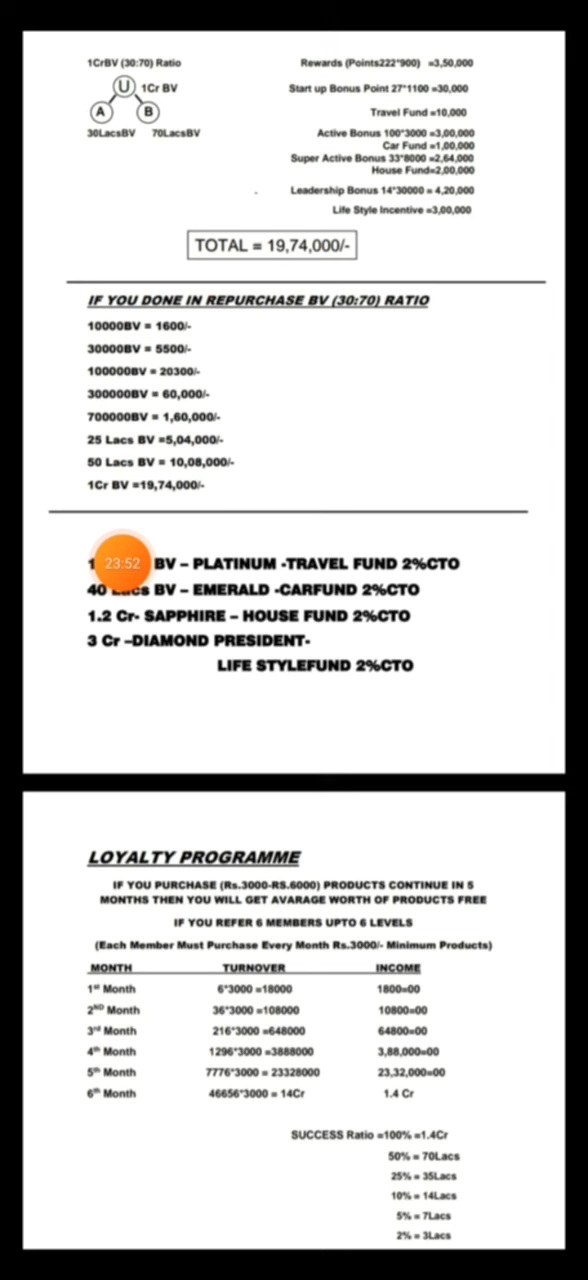 1CrBV (30:70) Ratio
U 1Cr BV
A B
30LacsBV 70LacsBV
Rewards (Points222*900) =3,50,000
Start up Bonus Point 27*1100 =30,000
Travel Fund =10,000
Active Bonus 100*3000 =3,00,000
Car Fund =1,00,000
Super Active Bonus 33*8000 =2,64,000
House Fund=2,00,000
Leadership Bonus 14*30000 = 4,20,000
Life Style Incentive =3,00,000
TOTAL = 19,74,000/-
IF YOU DONE IN REPURCHASE BV (30:70) RATIO
10000BV = 1600/-
30000BV = 5500/-
100000BV = 20300/-
300000BV = 60,000/-
700000BV = 1,60,000/-
25 Lacs BV =5,04,000/-
50 Lacs BV = 10,08,000/-
1Cr BV =19,74,000/-
23:52
BV – PLATINUM -TRAVEL FUND 2%CTO
40 Lacs BV – EMERALD -CARFUND 2%CTO
1.2 Cr- SAPPHIRE – HOUSE FUND 2%CTO
3 Cr –DIAMOND PRESIDENT-
LIFE STYLEFUND 2%CTO
LOYALTY PROGRAMME
IF YOU PURCHASE (Rs.3000-RS.6000) PRODUCTS CONTINUE IN 5
MONTHS THEN YOU WILL GET AVARAGE WORTH OF PRODUCTS FREE
IF YOU REFER 6 MEMBERS UPTO 6 LEVELS
(Each Member Must Purchase Every Month Rs.3000/- Minimum Products)
MONTH TURNOVER INCOME
1st Month 6*3000 =18000 1800=00
2ND Month 36*3000 =108000 10800=00
3rd Month 216*3000 =648000 64800=00
4th Month 1296*3000 =3888000 3,88,000=00
5th Month 7776*3000 = 23328000 23,32,000=00
6th Month 46656*3000 = 14Cr 1.4 Cr
SUCCESS Ratio =100% =1.4Cr
50% = 70Lacs
25% = 35Lacs
10% = 14Lacs
5% = 7Lacs
2% = 3Lacs